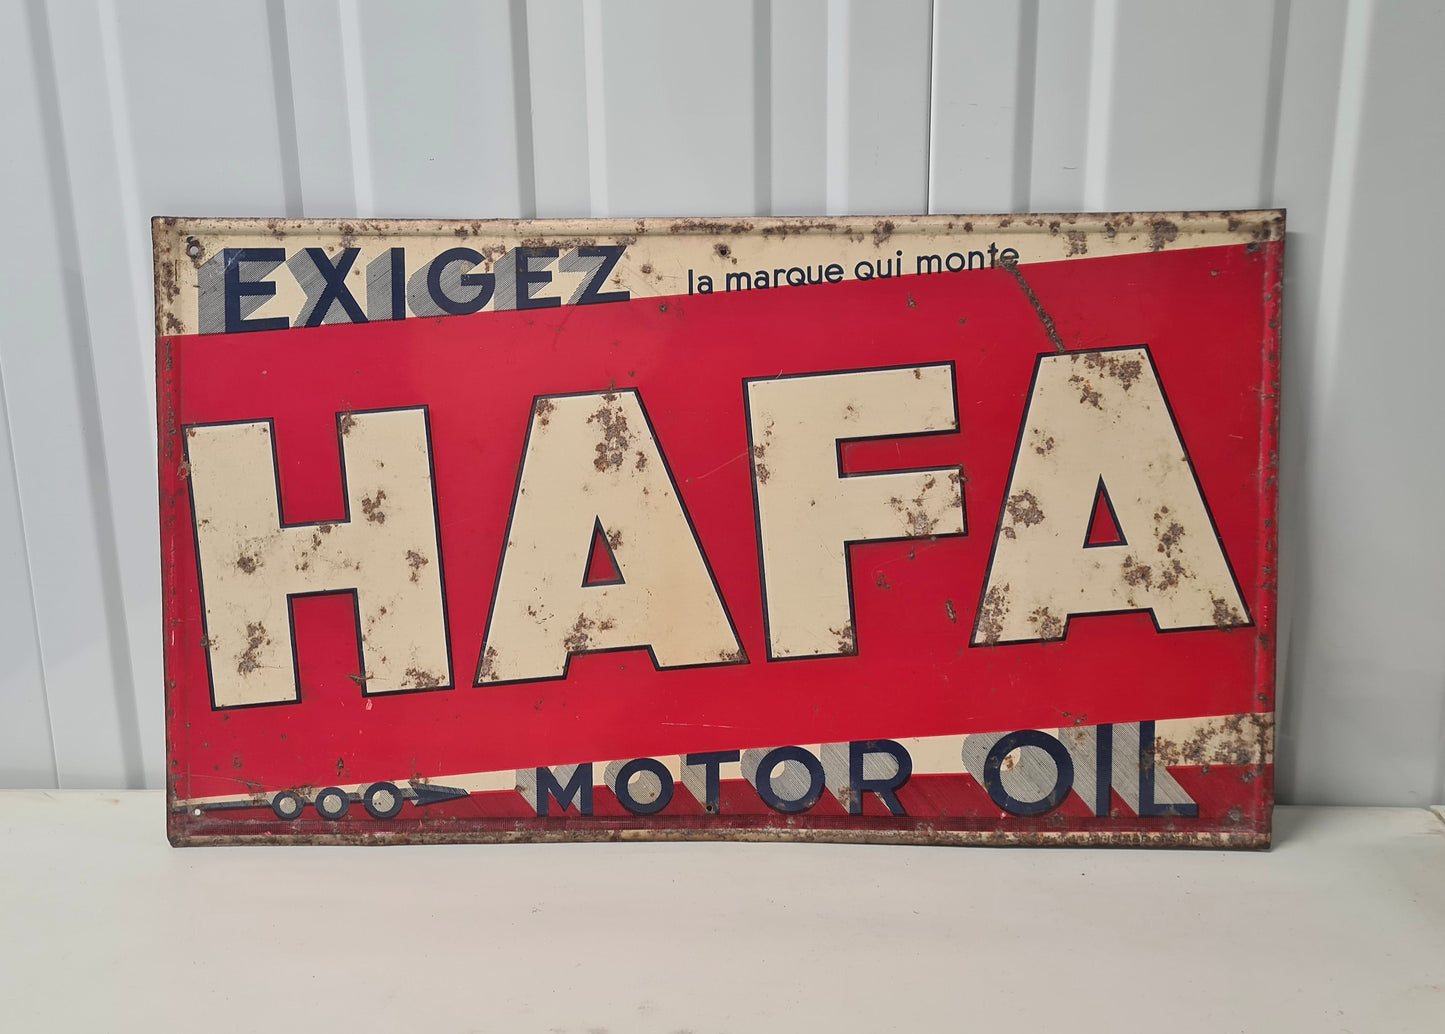 EXIGEZ la marque qui monte
HAFA
MOTOR OIL